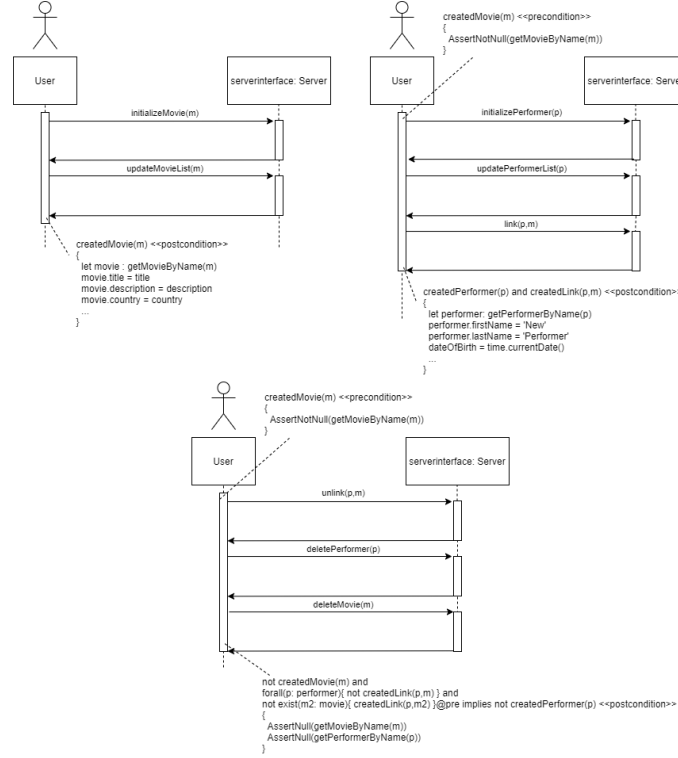 User
serverinterface: Server
initializeMovie(m)
updateMovieList(m)
createdMovie(m) <<postcondition>>
{
let movie : getMovieByName(m)
movie.title = title
movie.description = description
movie.country = country
...
}
createdMovie(m) <<precondition>>
{
AssertNotNull(getMovieByName(m))
}
User
serverinterface: Serve
initializePerformer(p)
updatePerformerList(p)
link(p,m)
createdPerformer(p) and createdLink(p,m) <<postcondition>
{
let performer: getPerformerByName(p)
performer.firstName = 'New'
performer.lastName = 'Performer'
dateOfBirth = time.currentDate()
...
}
createdMovie(m) <<precondition>>
{
AssertNotNull(getMovieByName(m))
}
User
serverinterface: Server
unlink(p,m)
deletePerformer(p)
deleteMovie(m)
not createdMovie(m) and
forall(p: performer){ not createdLink(p,m) } and
not exist(m2: movie){ createdLink(p,m2) }@pre implies not createdPerformer(p) <<postcondition>>
{
AssertNull(getMovieByName(m))
AssertNull(getPerformerByName(p))
}